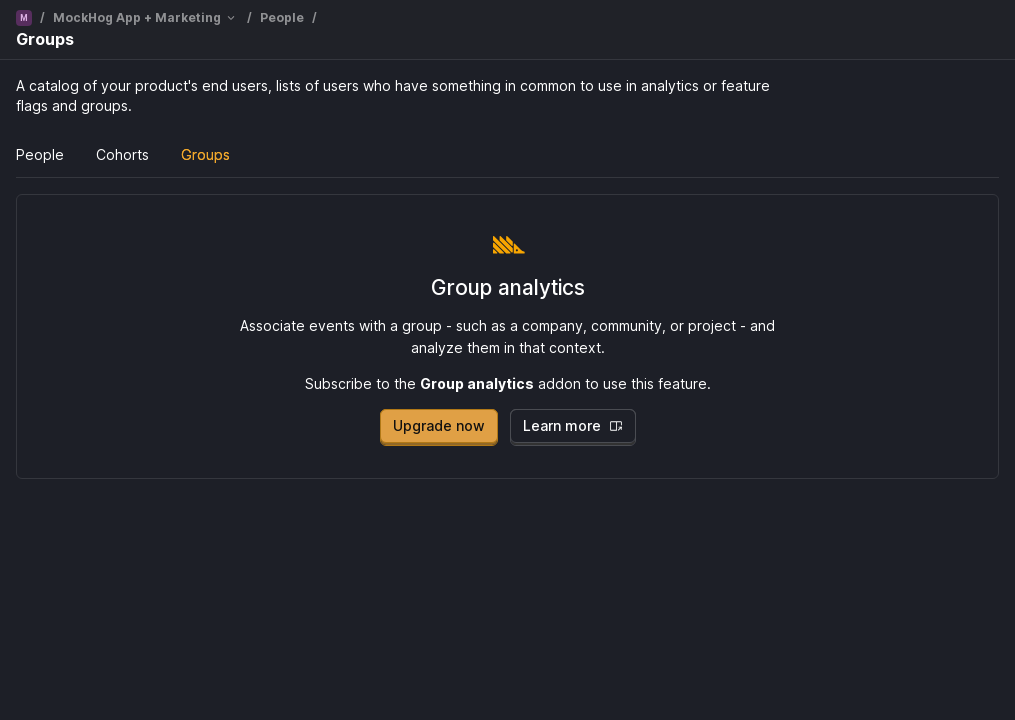 M / MockHog App + Marketing / People /
Groups
A catalog of your product's end users, lists of users who have something in common to use in analytics or feature
flags and groups.
People Cohorts Groups
Group analytics
Associate events with a group - such as a company, community, or project - and
analyze them in that context.
Subscribe to the Group analytics addon to use this feature.
Upgrade now Learn more